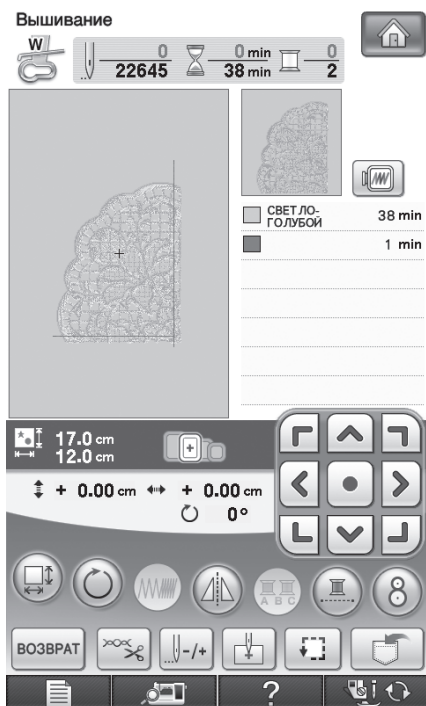 Вышивание
W
0 0 min 0
22645 38 min 2
СВЕТЛО-
ГОЛУБОЙ 38 min
1 min
17.0 cm
12.0 cm
+ 0.00 cm + 0.00 cm
0°
A B C
8
ВОЗВРАТ
-/+
?